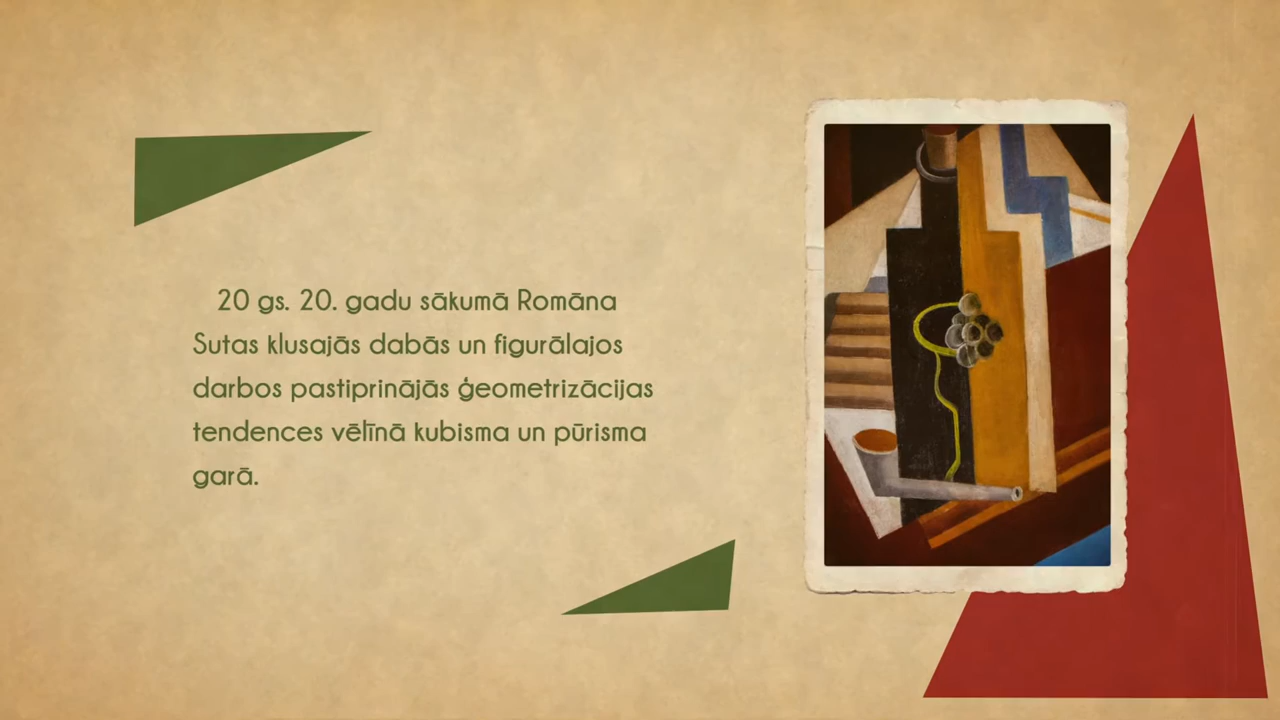 20 gs. 20. gadu sākumā Romāna
Sutas klusajās dabās un figurālajos
darbos pastiprinājās ģeometrizācijas
tendences vēlīnā kubisma un pūrisma
garā.